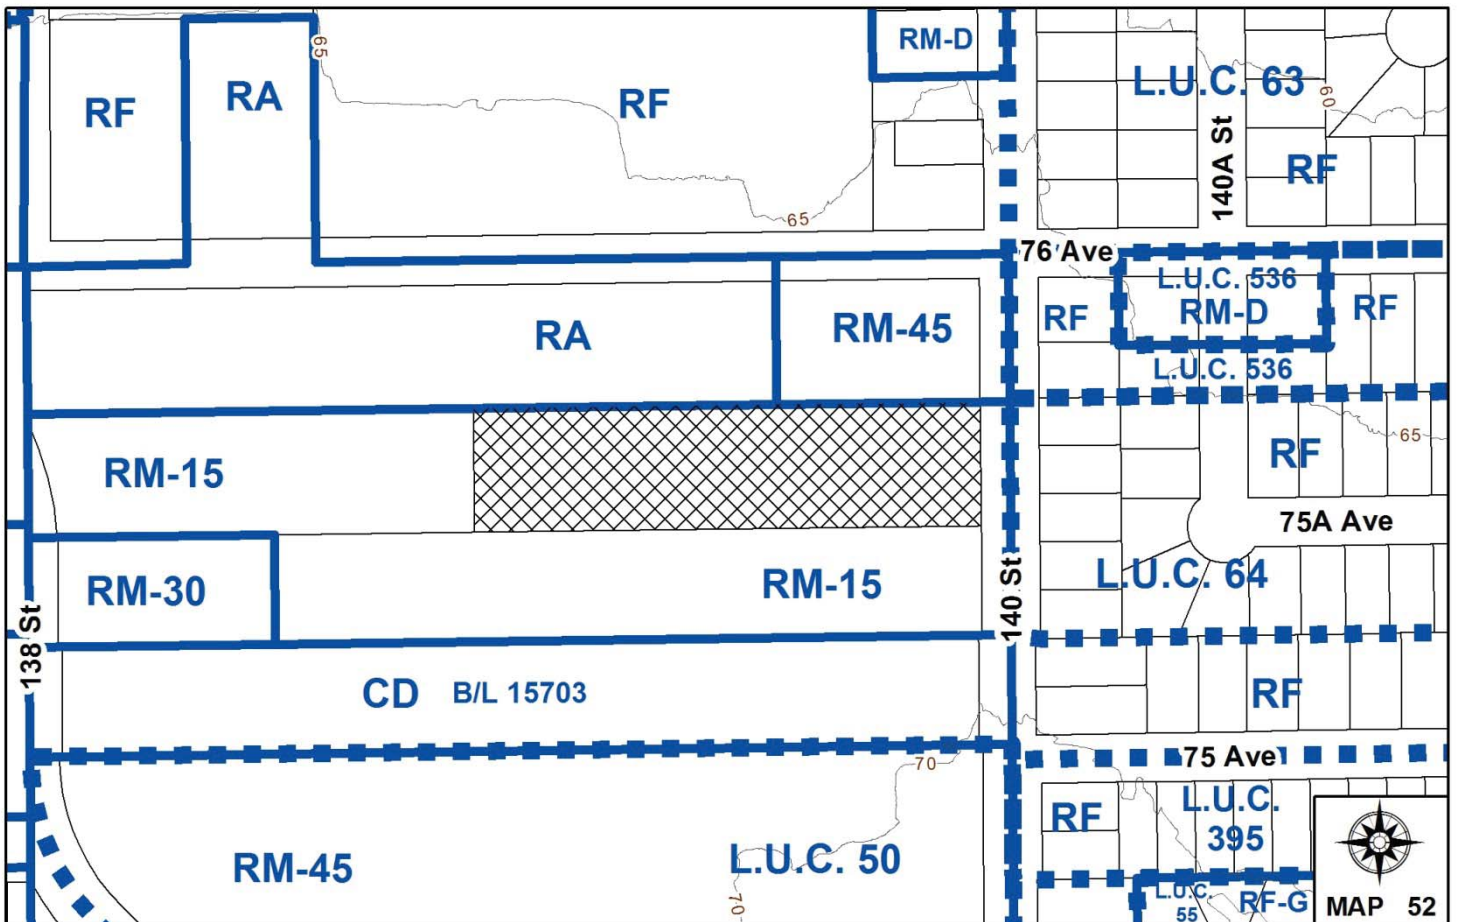 RM-D
RF
RA
RF
L.U.C. 63
65
60
140A St
RF
65
76 Ave
L.U.C. 536
RM-D
RF
RF
RA
RM-45
L.U.C. 536
65
RF
RM-15
75A Ave
RM-30
RM-15
140 St
L.U.C. 64
138 St
CD B/L 15703
RF
75 Ave
70
RF
L.U.C.
395
RM-45
L.U.C. 50
70
L.U.C.
55
RF-G
MAP 52